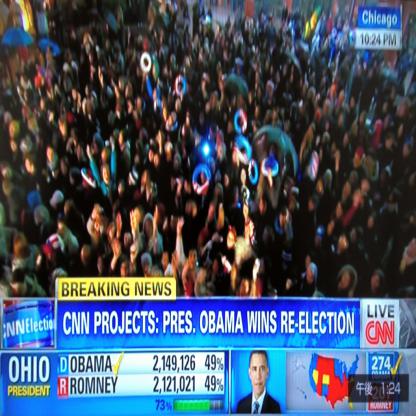 Chicago
10:24 PM
BREAKING NEWS
CNN PROJECTS: PRES. OBAMA WINS RE-ELECTION
LIVE
CNN
OHIO
PRESIDENT
D OBAMA 2,149,126 49%
R ROMNEY 2,121,021 49%
73%
274
午後 1:24
ROMNEY